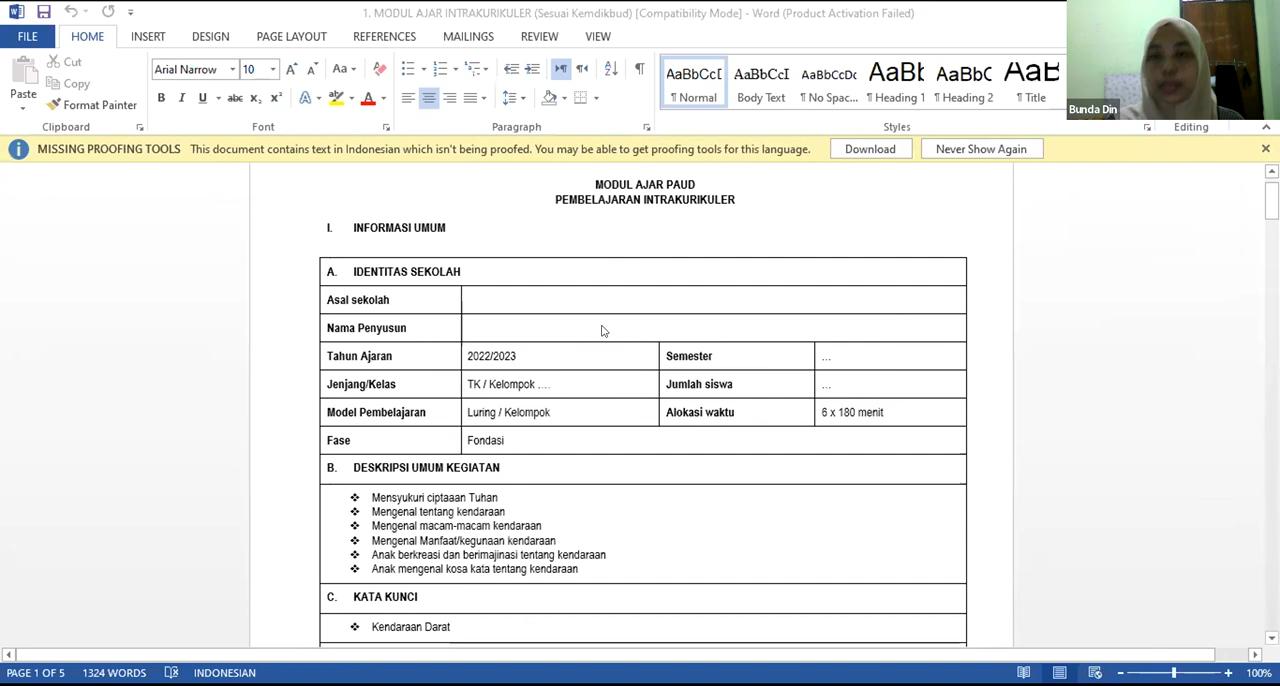 1. MODUL AJAR INTRAKURIKULER (Sesuai Kemdikbud) [Compatibility Mode] - Word (Product Activation Failed)
FILE HOME INSERT DESIGN PAGE LAYOUT REFERENCES MAILINGS REVIEW VIEW
Cut
Copy
Format Painter
Paste
Clipboard
Arial Narrow 10
Font
Paragraph
AaBbCcI AaBbCcI AaBbCcDc AaBb( AaBbC AaB
¶ Normal Body Text ¶ No Spac... ¶ Heading 1 ¶ Heading 2 ¶ Title
Styles
Editing
Bunda Din
MISSING PROOFING TOOLS This document contains text in Indonesian which isn't being proofed. You may be able to get proofing tools for this language. Download Never Show Again
MODUL AJAR PAUD
PEMBELAJARAN INTRAKURIKULER
I. INFORMASI UMUM
A. IDENTITAS SEKOLAH
Asal sekolah
Nama Penyusun
Tahun Ajaran 2022/2023 Semester ...
Jenjang/Kelas TK / Kelompok .... Jumlah siswa ...
Model Pembelajaran Luring / Kelompok Alokasi waktu 6 x 180 menit
Fase Fondasi
B. DESKRIPSI UMUM KEGIATAN
❖ Mensyukuri ciptaaan Tuhan
❖ Mengenal tentang kendaraan
❖ Mengenal macam-macam kendaraan
❖ Mengenal Manfaat/kegunaan kendaraan
❖ Anak berkreasi dan berimajinasi tentang kendaraan
❖ Anak mengenal kosa kata tentang kendaraan
C. KATA KUNCI
❖ Kendaraan Darat
PAGE 1 OF 5 1324 WORDS INDONESIAN 100%